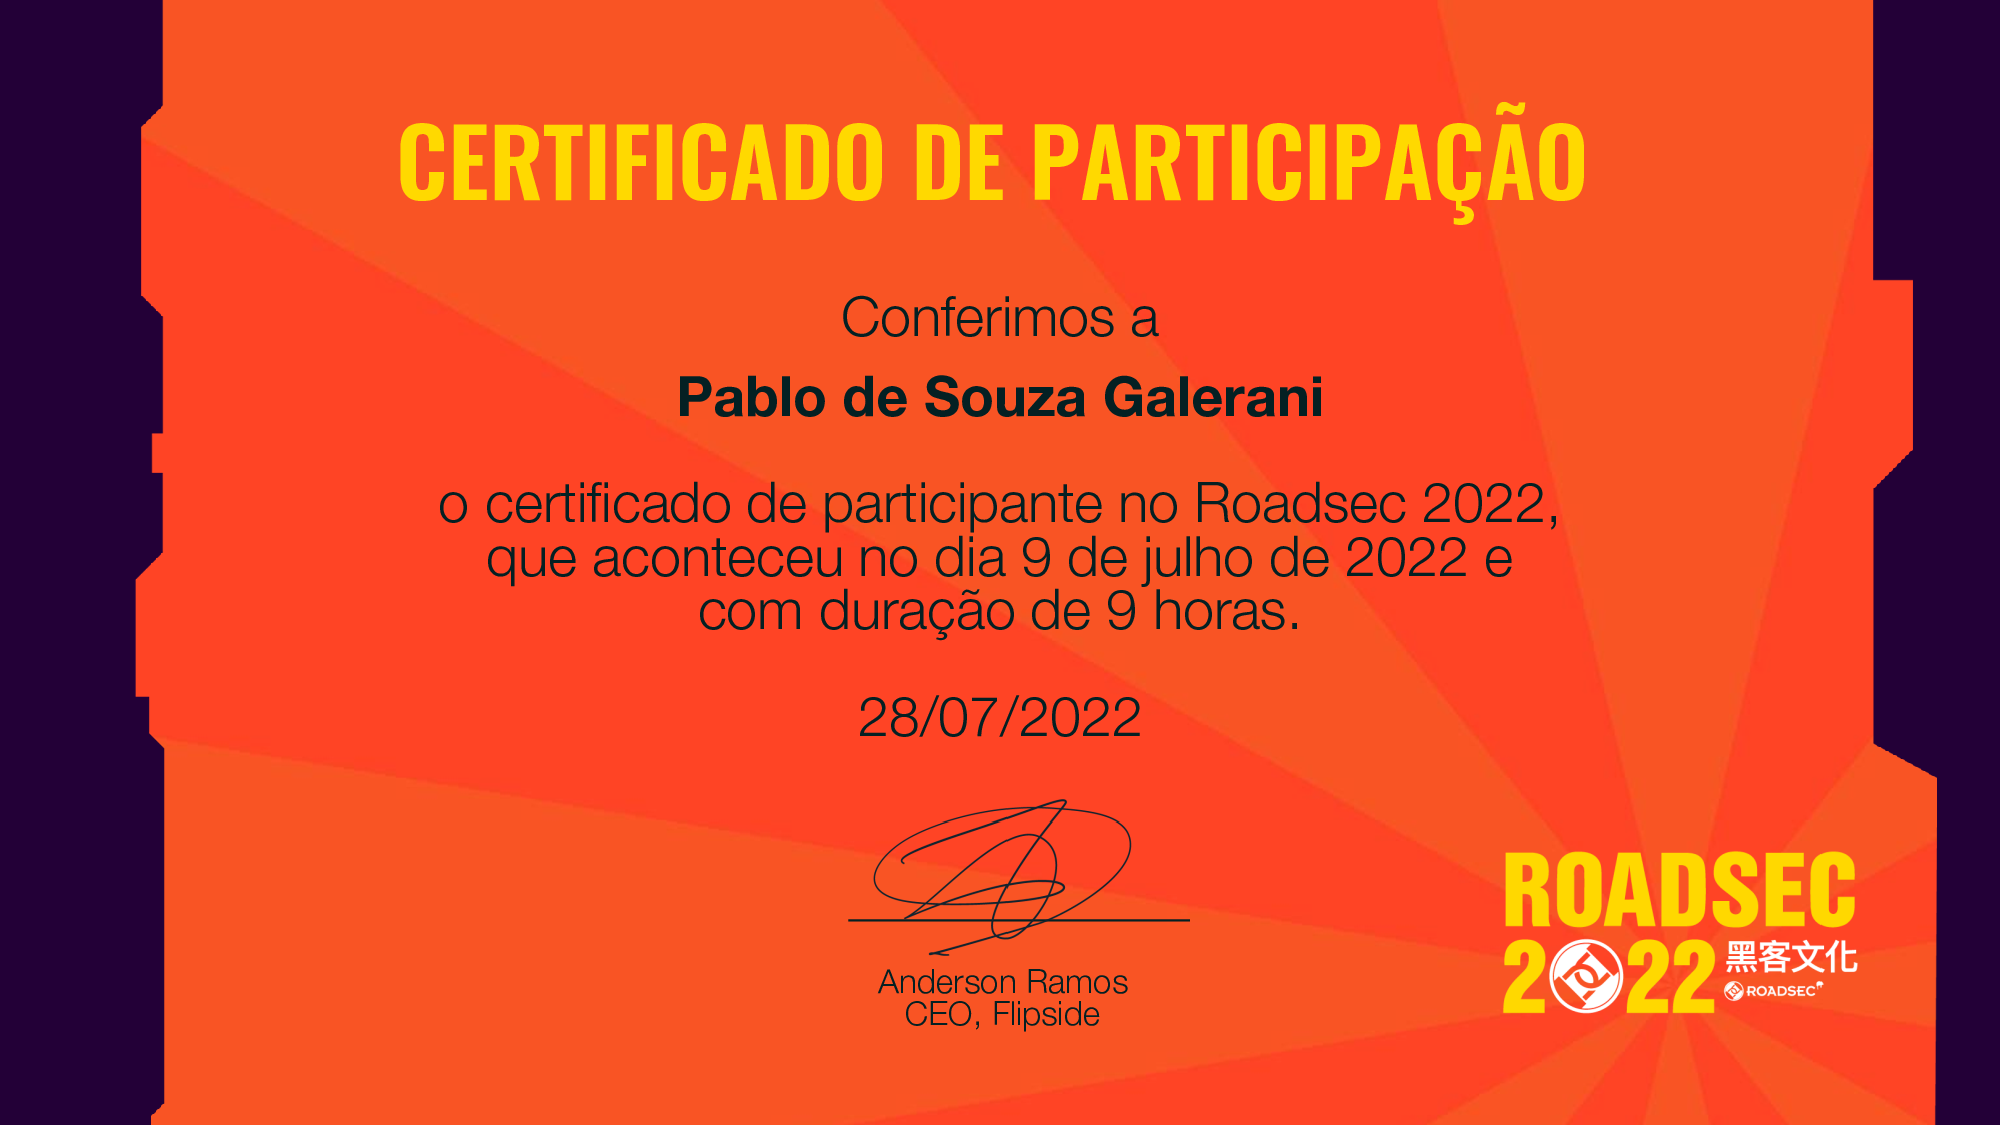 CERTIFICADO DE PARTICIPAÇÃO
Conferimos a
Pablo de Souza Galerani
o certificado de participante no Roadsec 2022,
que aconteceu no dia 9 de julho de 2022 e
com duração de 9 horas.
28/07/2022
Anderson Ramos
CEO, Flipside
ROADSEC
2022 黑客文化
ROADSEC